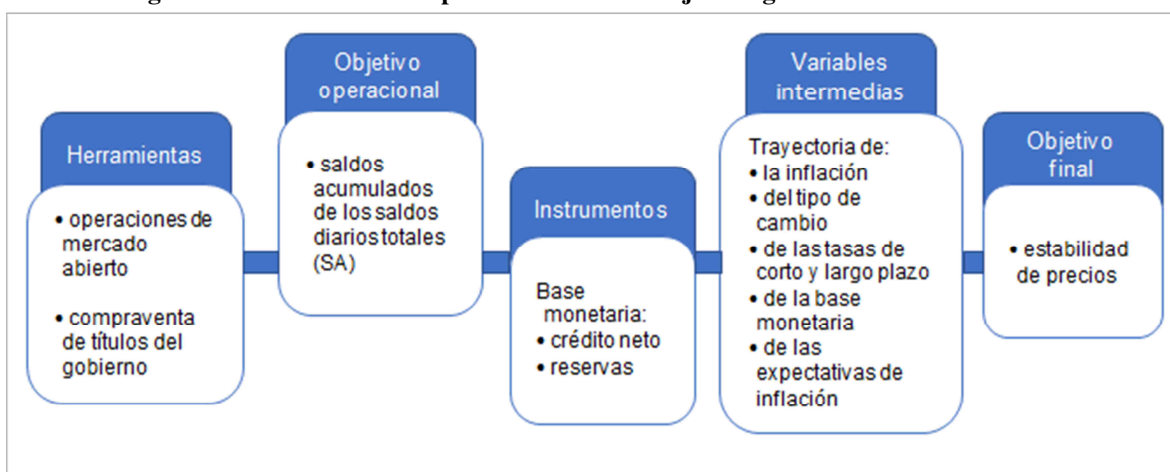 Herramientas
• operaciones de
mercado
abierto
• compraventa
de títulos del
gobierno
Objetivo
operacional
• saldos
acumulados
de los saldos
diarios totales
(SA)
Instrumentos
Base
monetaria:
• crédito neto
• reservas
Variables
intermedias
Trayectoria de:
• la inflación
• del tipo de
cambio
• de las tasas de
corto y largo plazo
• de la base
monetaria
• de las
expectativas de
inflación
Objetivo
final
• estabilidad
de precios